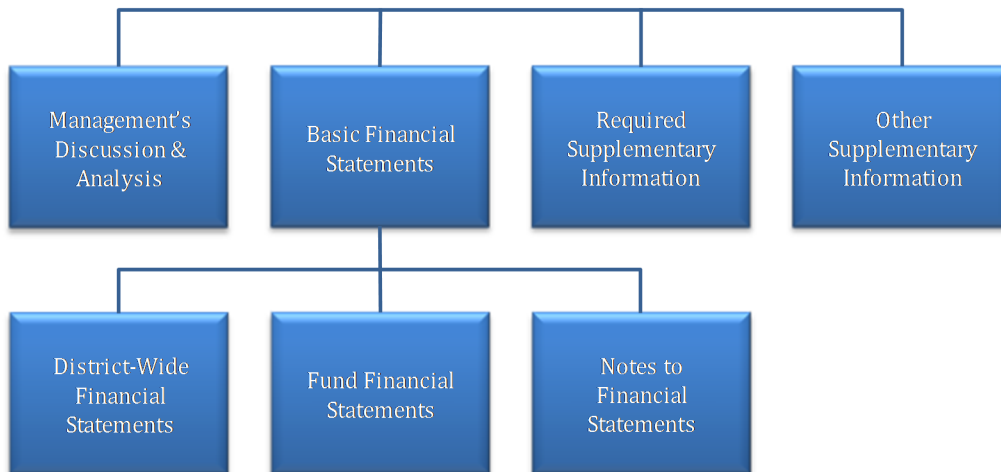 Management's
Discussion &
Analysis
Basic Financial
Statements
Required
Supplementary
Information
Other
Supplementary
Information
District-Wide
Financial
Statements
Fund Financial
Statements
Notes to
Financial
Statements